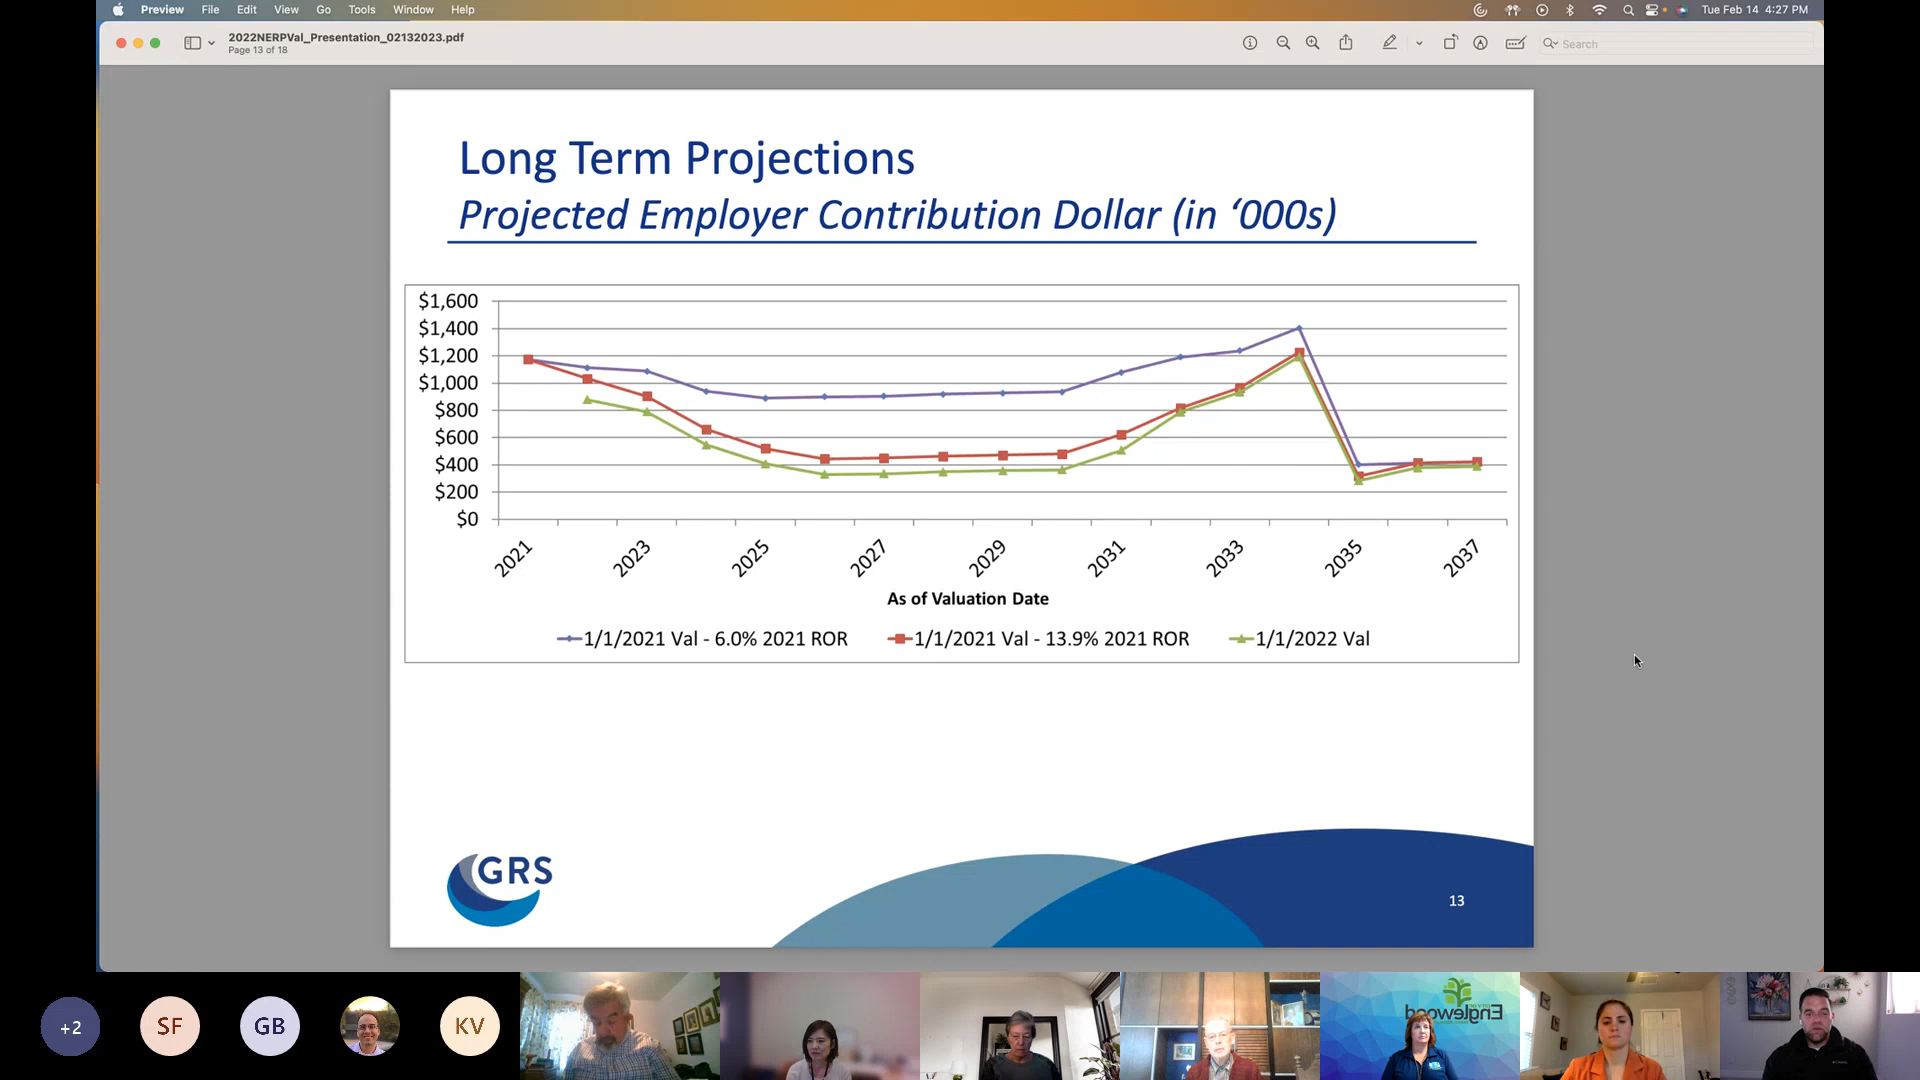 Preview File Edit View Go Tools Window Help
Tue Feb 14 4:27 PM
2022NERPVal_Presentation_02132023.pdf
Page 13 of 18
Search
Long Term Projections
Projected Employer Contribution Dollar (in ‘000s)
$1,600
$1,400
$1,200
$1,000
$800
$600
$400
$200
$0
2021 2023 2025 2027 2029 2031 2033 2035 2037
As of Valuation Date
1/1/2021 Val - 6.0% 2021 ROR 1/1/2021 Val - 13.9% 2021 ROR 1/1/2022 Val
GRS
13
+2 SF GB KV
Englewood